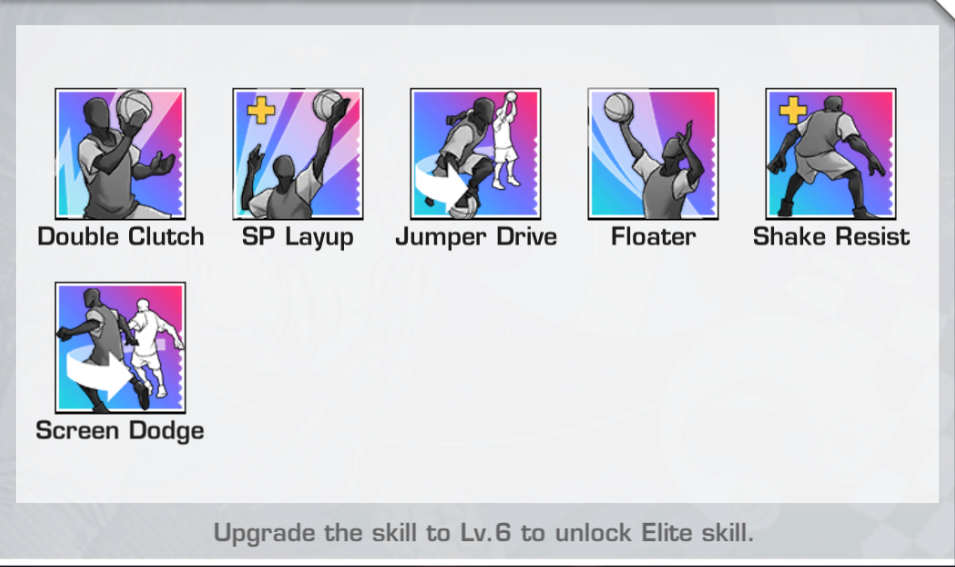 Double Clutch
SP Layup
Jumper Drive
Floater
Shake Resist
Screen Dodge
Upgrade the skill to Lv.6 to unlock Elite skill.